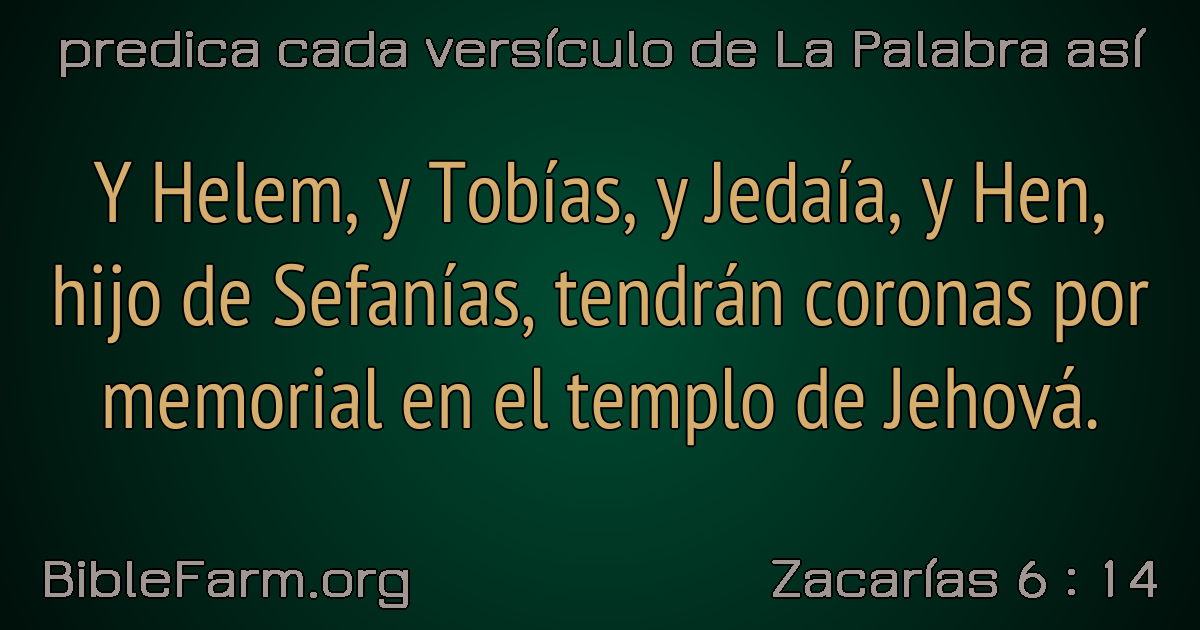 predica cada versículo de La Palabra así
Y Helem, y Tobías, y Jedaía, y Hen,
hijo de Sefanías, tendrán coronas por
memorial en el templo de Jehová.
BibleFarm.org
Zacarías 6 : 14